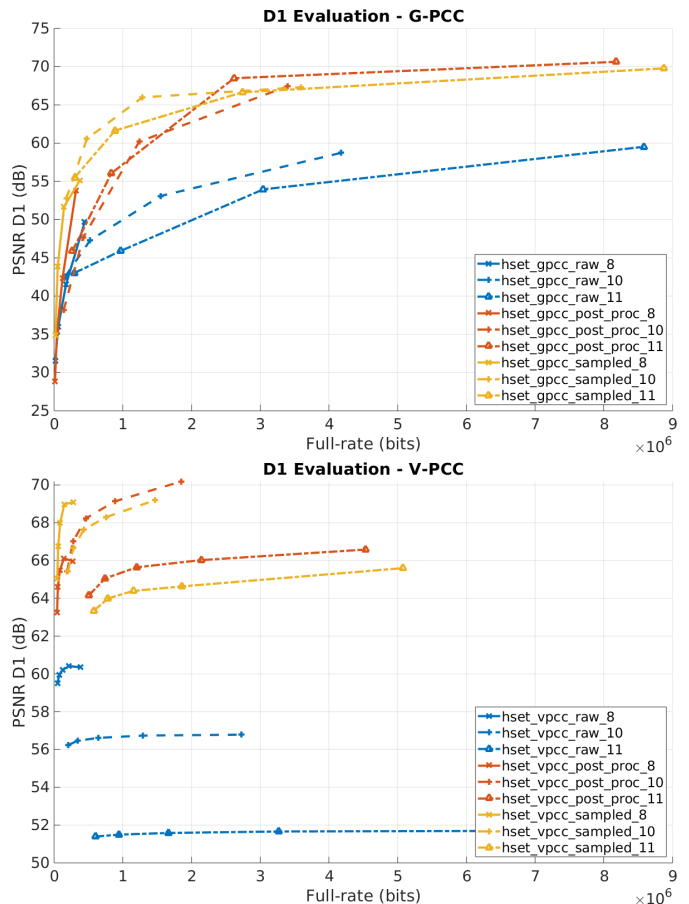 D1 Evaluation - G-PCC
75
70
65
60
55
50
45
40
35
30
25
PSNR D1 (dB)
hset_gpcc_raw_8
hset_gpcc_raw_10
hset_gpcc_raw_11
hset_gpcc_post_proc_8
hset_gpcc_post_proc_10
hset_gpcc_post_proc_11
hset_gpcc_sampled_8
hset_gpcc_sampled_10
hset_gpcc_sampled_11
0 1 2 3 4 5 6 7 8 9
Full-rate (bits)
×10⁶
D1 Evaluation - V-PCC
70
68
66
64
62
60
58
56
54
52
50
PSNR D1 (dB)
hset_vpcc_raw_8
hset_vpcc_raw_10
hset_vpcc_raw_11
hset_vpcc_post_proc_8
hset_vpcc_post_proc_10
hset_vpcc_post_proc_11
hset_vpcc_sampled_8
hset_vpcc_sampled_10
hset_vpcc_sampled_11
0 1 2 3 4 5 6 7 8 9
Full-rate (bits)
×10⁶